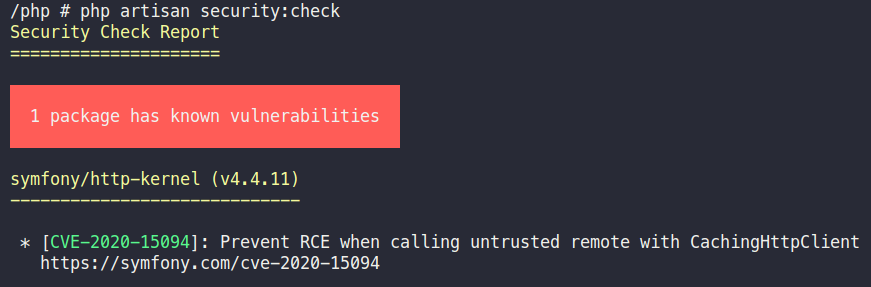 /php # php artisan security:check
Security Check Report
=====================
1 package has known vulnerabilities
symfony/http-kernel (v4.4.11)
-----------------------------
* [CVE-2020-15094]: Prevent RCE when calling untrusted remote with CachingHttpClient
https://symfony.com/cve-2020-15094